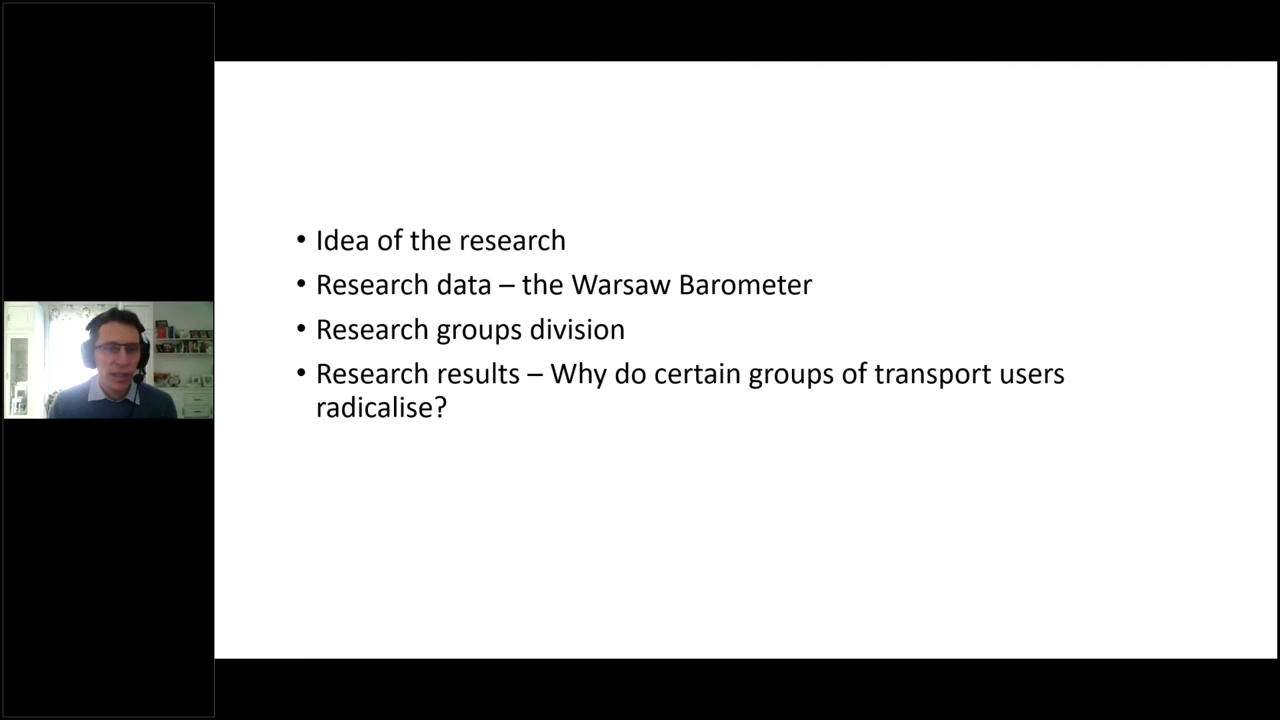 • Idea of the research
• Research data – the Warsaw Barometer
• Research groups division
• Research results – Why do certain groups of transport users
radicalise?